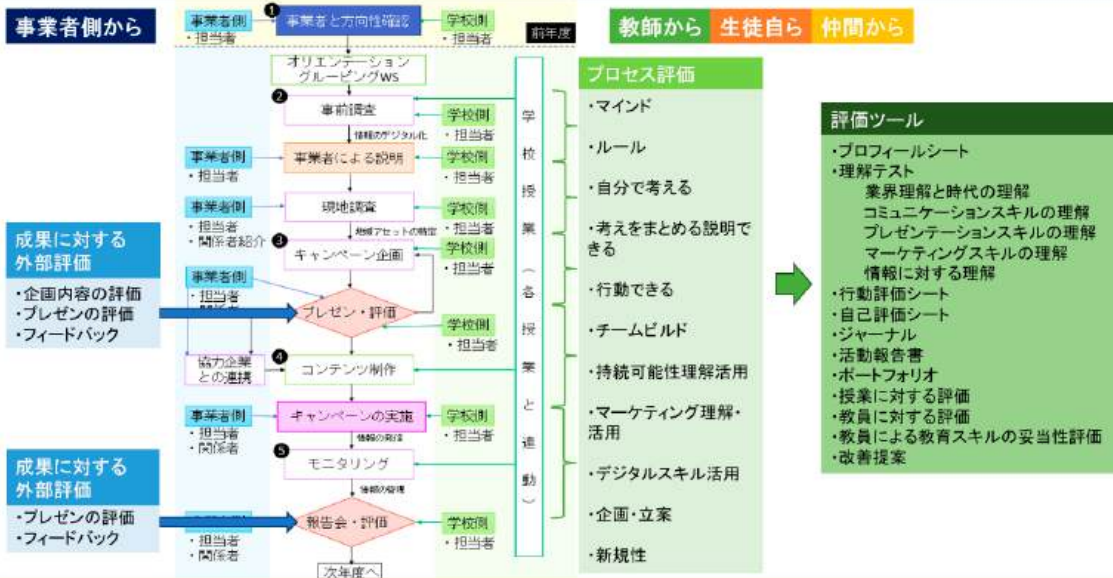 事業者側から
❶
事業者と方向性確認
事業者側
・担当者
学校側
・担当者
前年度
オリエンテーション
グルーピングWS
❷
事前調査
学校側
・担当者
情報のデジタル化
事業者側
・担当者
事業者による説明
学校側
・担当者
事業者側
・担当者
・関係者紹介
現地調査
学校側
・担当者
地域アセットの特定
❸
キャンペーン企画
学校側
・担当者
事業者側
・担当者
プレゼン・評価
学校側
・担当者
協力企業
との連携
❹
コンテンツ制作
事業者側
・担当者
・関係者
キャンペーンの実施
学校側
・担当者
情報の発信
❺
モニタリング
情報の管理
・担当者
・関係者
報告会・評価
学校側
・担当者
次年度へ
成果に対する
外部評価
・企画内容の評価
・プレゼンの評価
・フィードバック
成果に対する
外部評価
・プレゼンの評価
・フィードバック
学校授業（各授業と連動）
教師から
生徒自ら
仲間から
プロセス評価
・マインド
・ルール
・自分で考える
・考えをまとめる説明で
きる
・行動できる
・チームビルド
・持続可能性理解活用
・マーケティング理解・
活用
・デジタルスキル活用
・企画・立案
・新規性
評価ツール
・プロフィールシート
・理解テスト
業界理解と時代の理解
コミュニケーションスキルの理解
プレゼンテーションスキルの理解
マーケティングスキルの理解
情報に対する理解
・行動評価シート
・自己評価シート
・ジャーナル
・活動報告書
・ポートフォリオ
・授業に対する評価
・教員に対する評価
・教員による教育スキルの妥当性評価
・改善提案